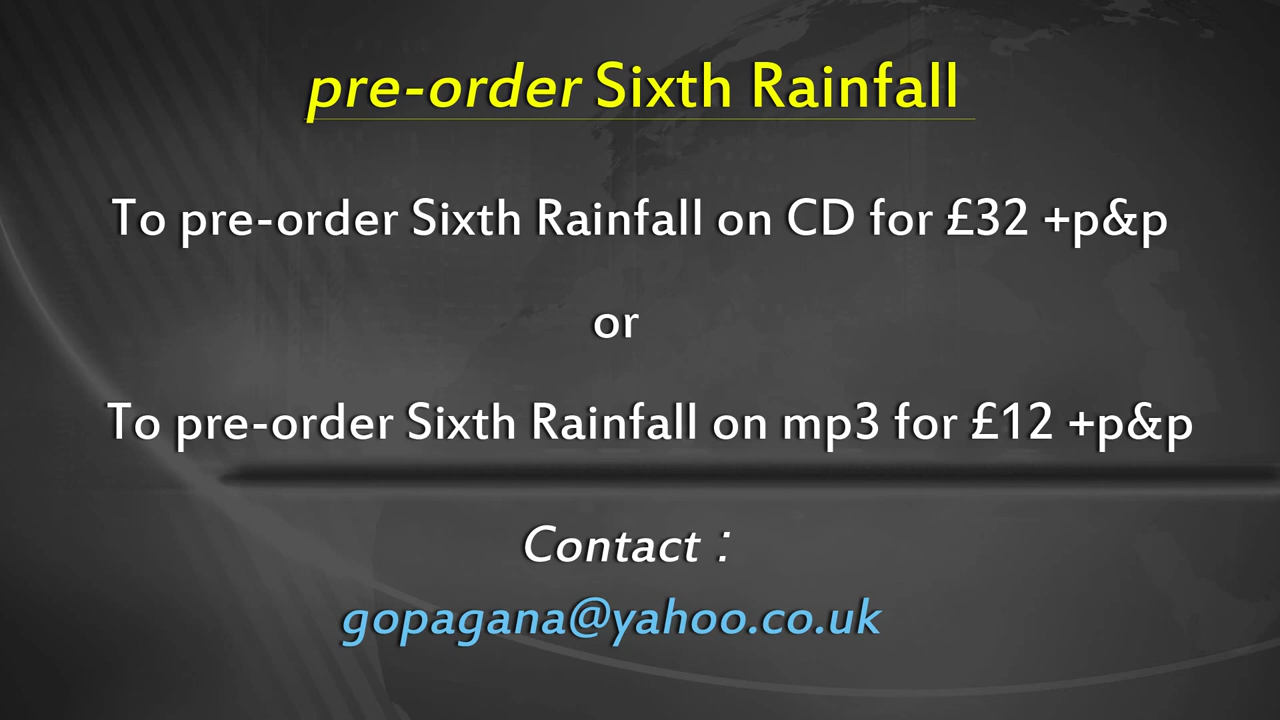 pre-order Sixth Rainfall
To pre-order Sixth Rainfall on CD for £32 +p&p
or
To pre-order Sixth Rainfall on mp3 for £12 +p&p
Contact :
gopagana@yahoo.co.uk